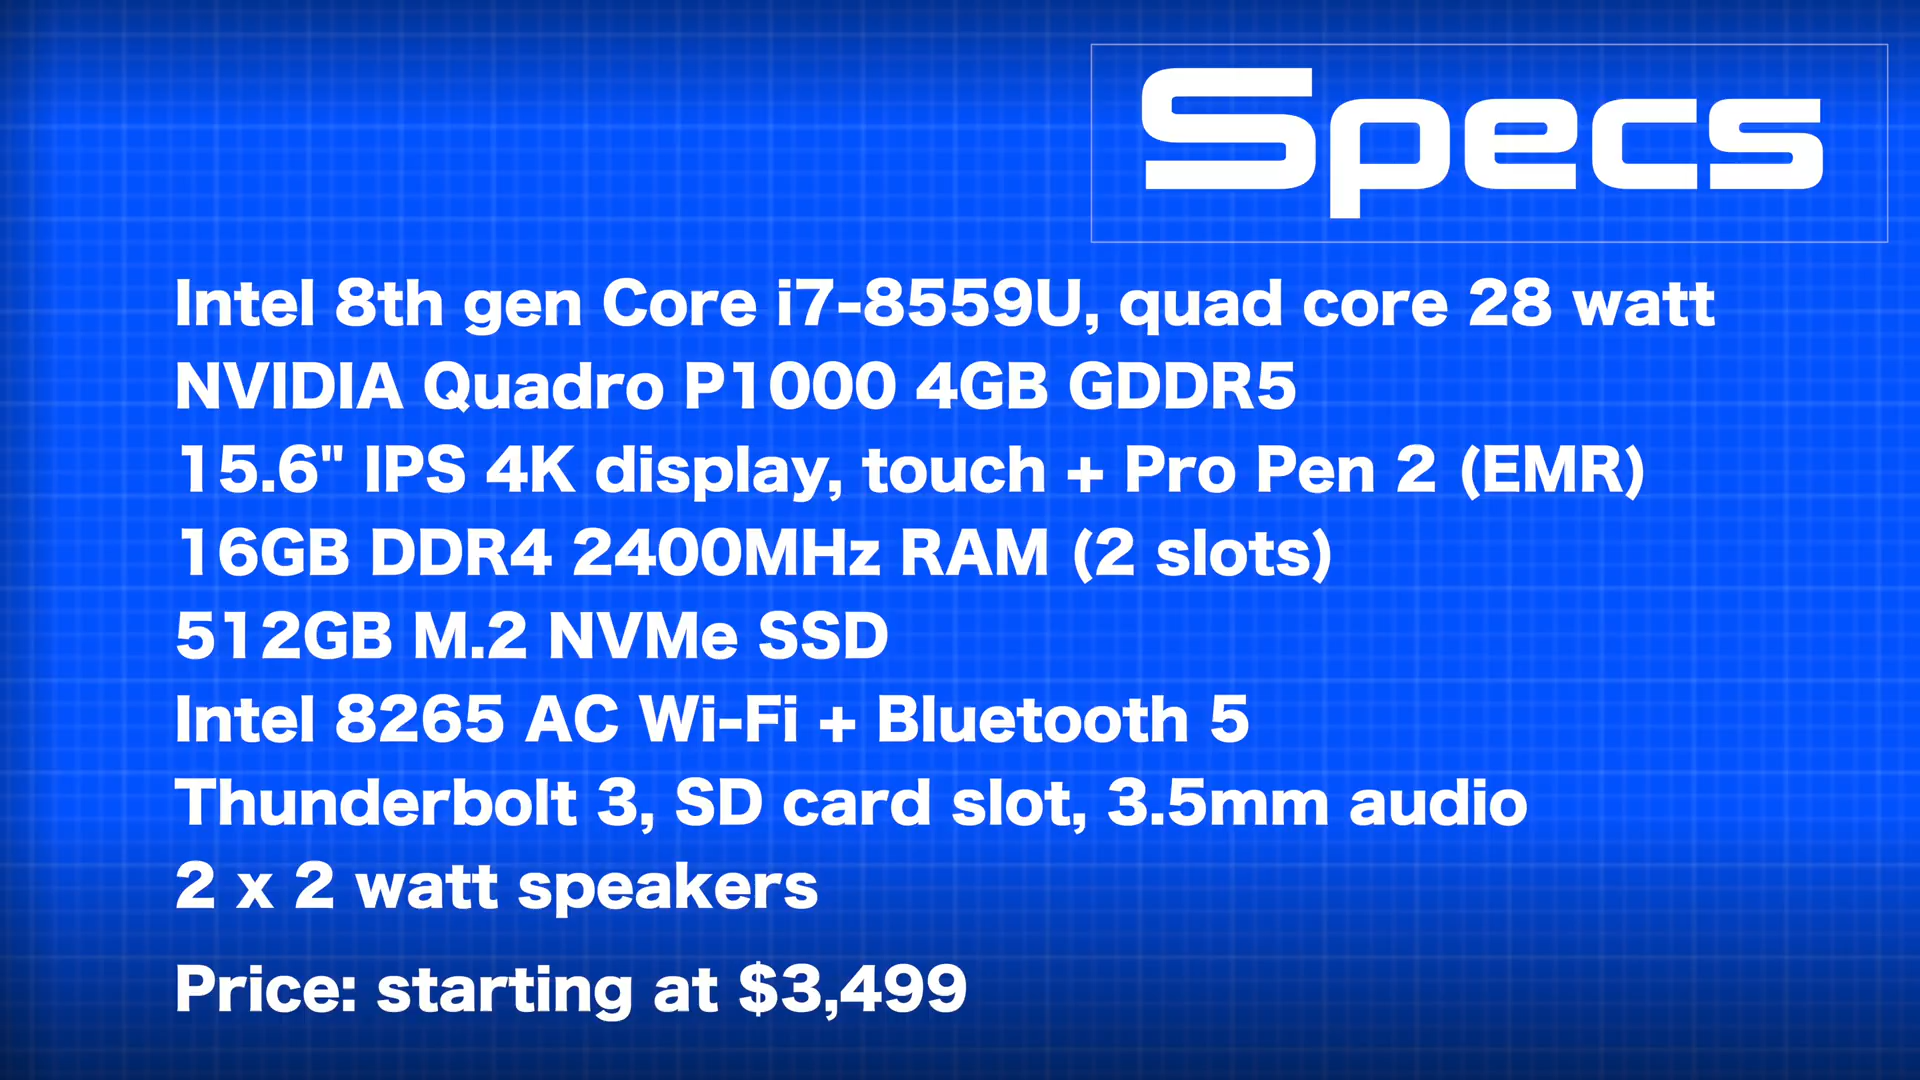 Specs
Intel 8th gen Core i7-8559U, quad core 28 watt
NVIDIA Quadro P1000 4GB GDDR5
15.6" IPS 4K display, touch + Pro Pen 2 (EMR)
16GB DDR4 2400MHz RAM (2 slots)
512GB M.2 NVMe SSD
Intel 8265 AC Wi-Fi + Bluetooth 5
Thunderbolt 3, SD card slot, 3.5mm audio
2 x 2 watt speakers
Price: starting at $3,499